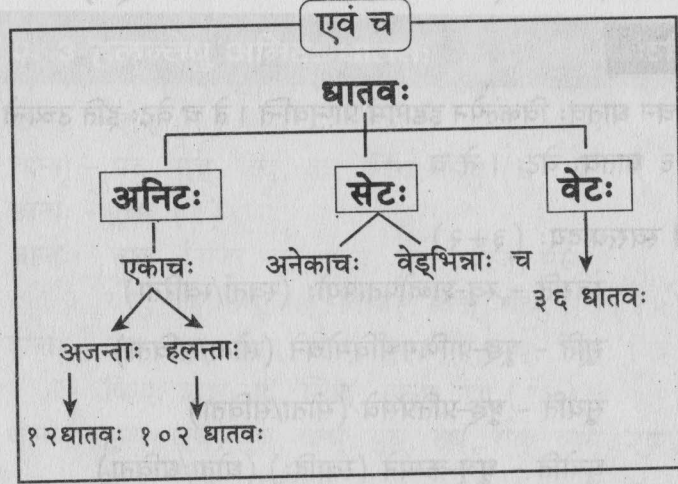 एवं च
धातवः
अनिटः सेटः वेटः
एकाचः अनेकाचः वेड्भिन्नाः च
३६ धातवः
अजन्ताः हलन्ताः
१२धातवः १०२ धातवः